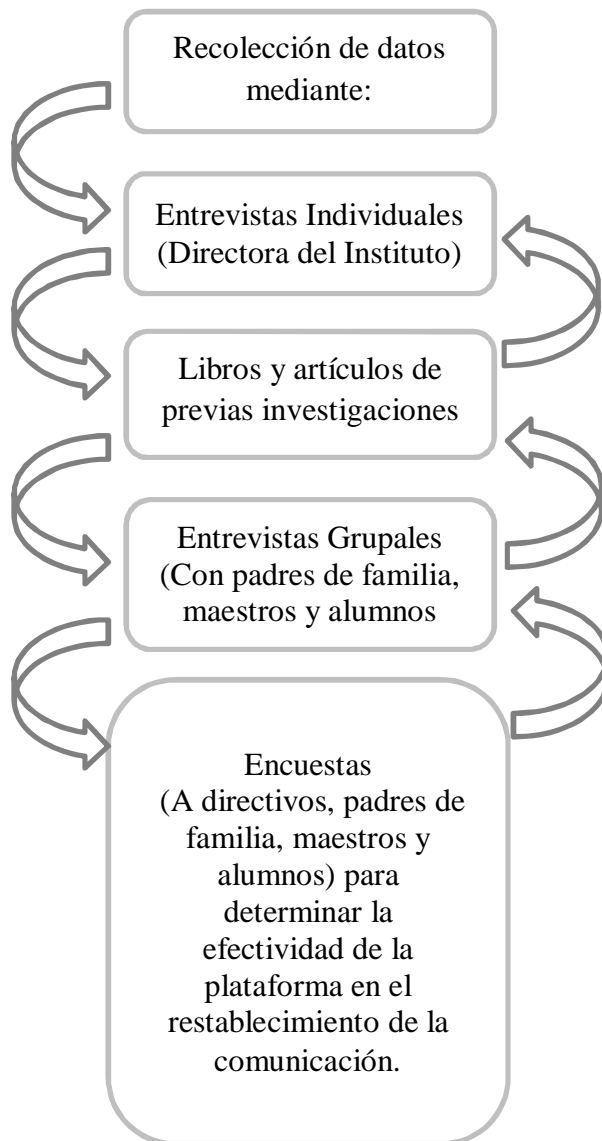 Recolección de datos
mediante:
Entrevistas Individuales
(Directora del Instituto)
Libros y artículos de
previas investigaciones
Entrevistas Grupales
(Con padres de familia,
maestros y alumnos
Encuestas
(A directivos, padres de
familia, maestros y
alumnos) para
determinar la
efectividad de la
plataforma en el
restablecimiento de la
comunicación.